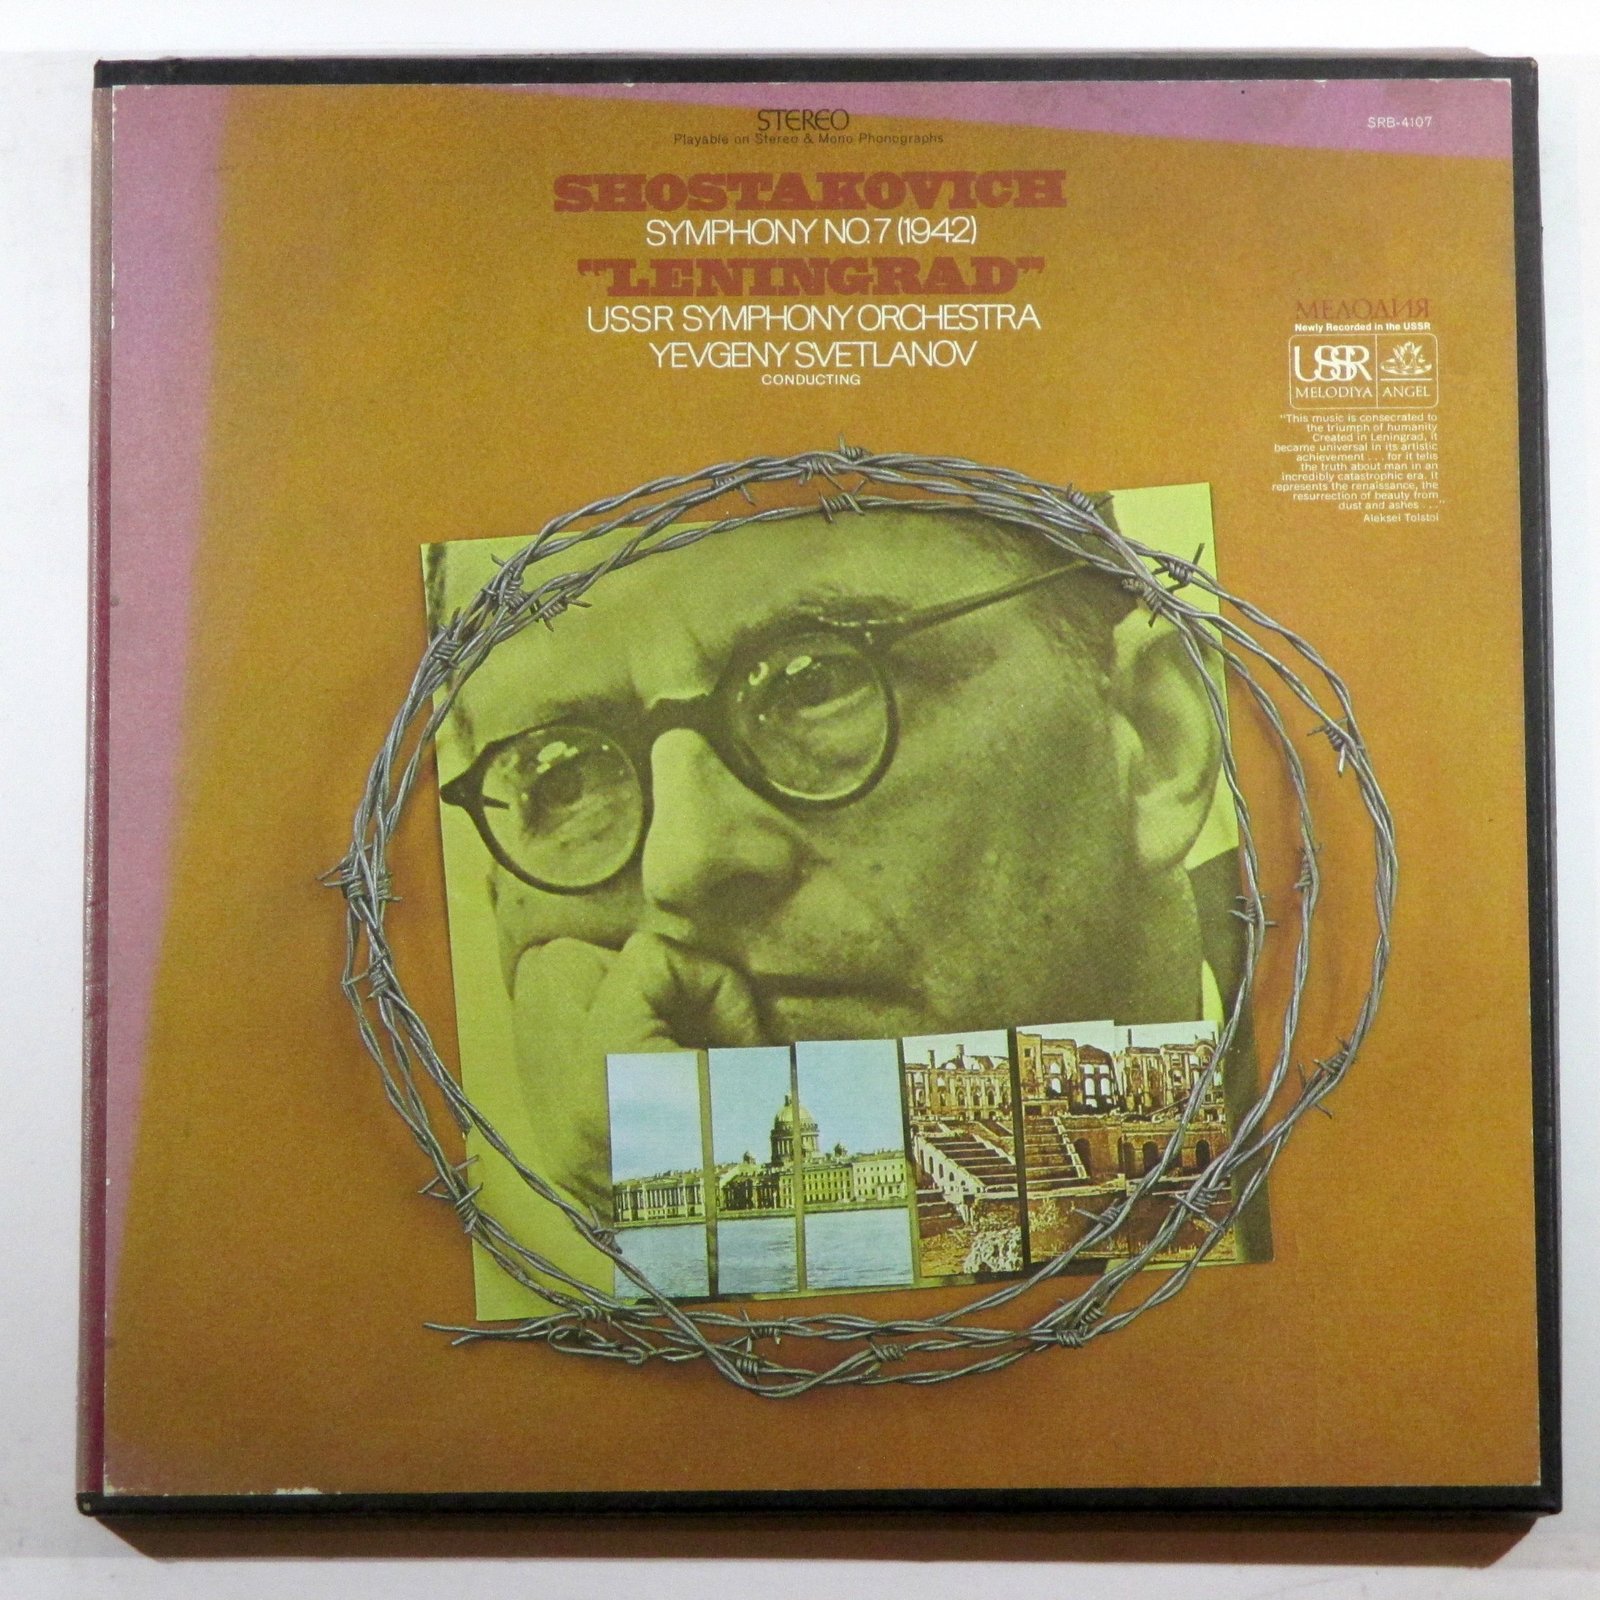 STEREO
Playable on Stereo & Mono Phonographs
SRB-4107
SHOSTAKOVICH
SYMPHONY NO.7 (1942)
"LENINGRAD"
USSR SYMPHONY ORCHESTRA
YEVGENY SVETLANOV
CONDUCTING
МЕЛОДИЯ
Newly Recorded in the USSR
USSR
MELODIYA ANGEL
"This music is consecrated to
the triumph of humanity
Created in Leningrad, it
became universal in its artistic
achievement . . . for it tells
the truth about man in an
incredibly catastrophic era. It
represents the renaissance, the
resurrection of beauty from
dust and ashes . . ."
Aleksei Tolstoi